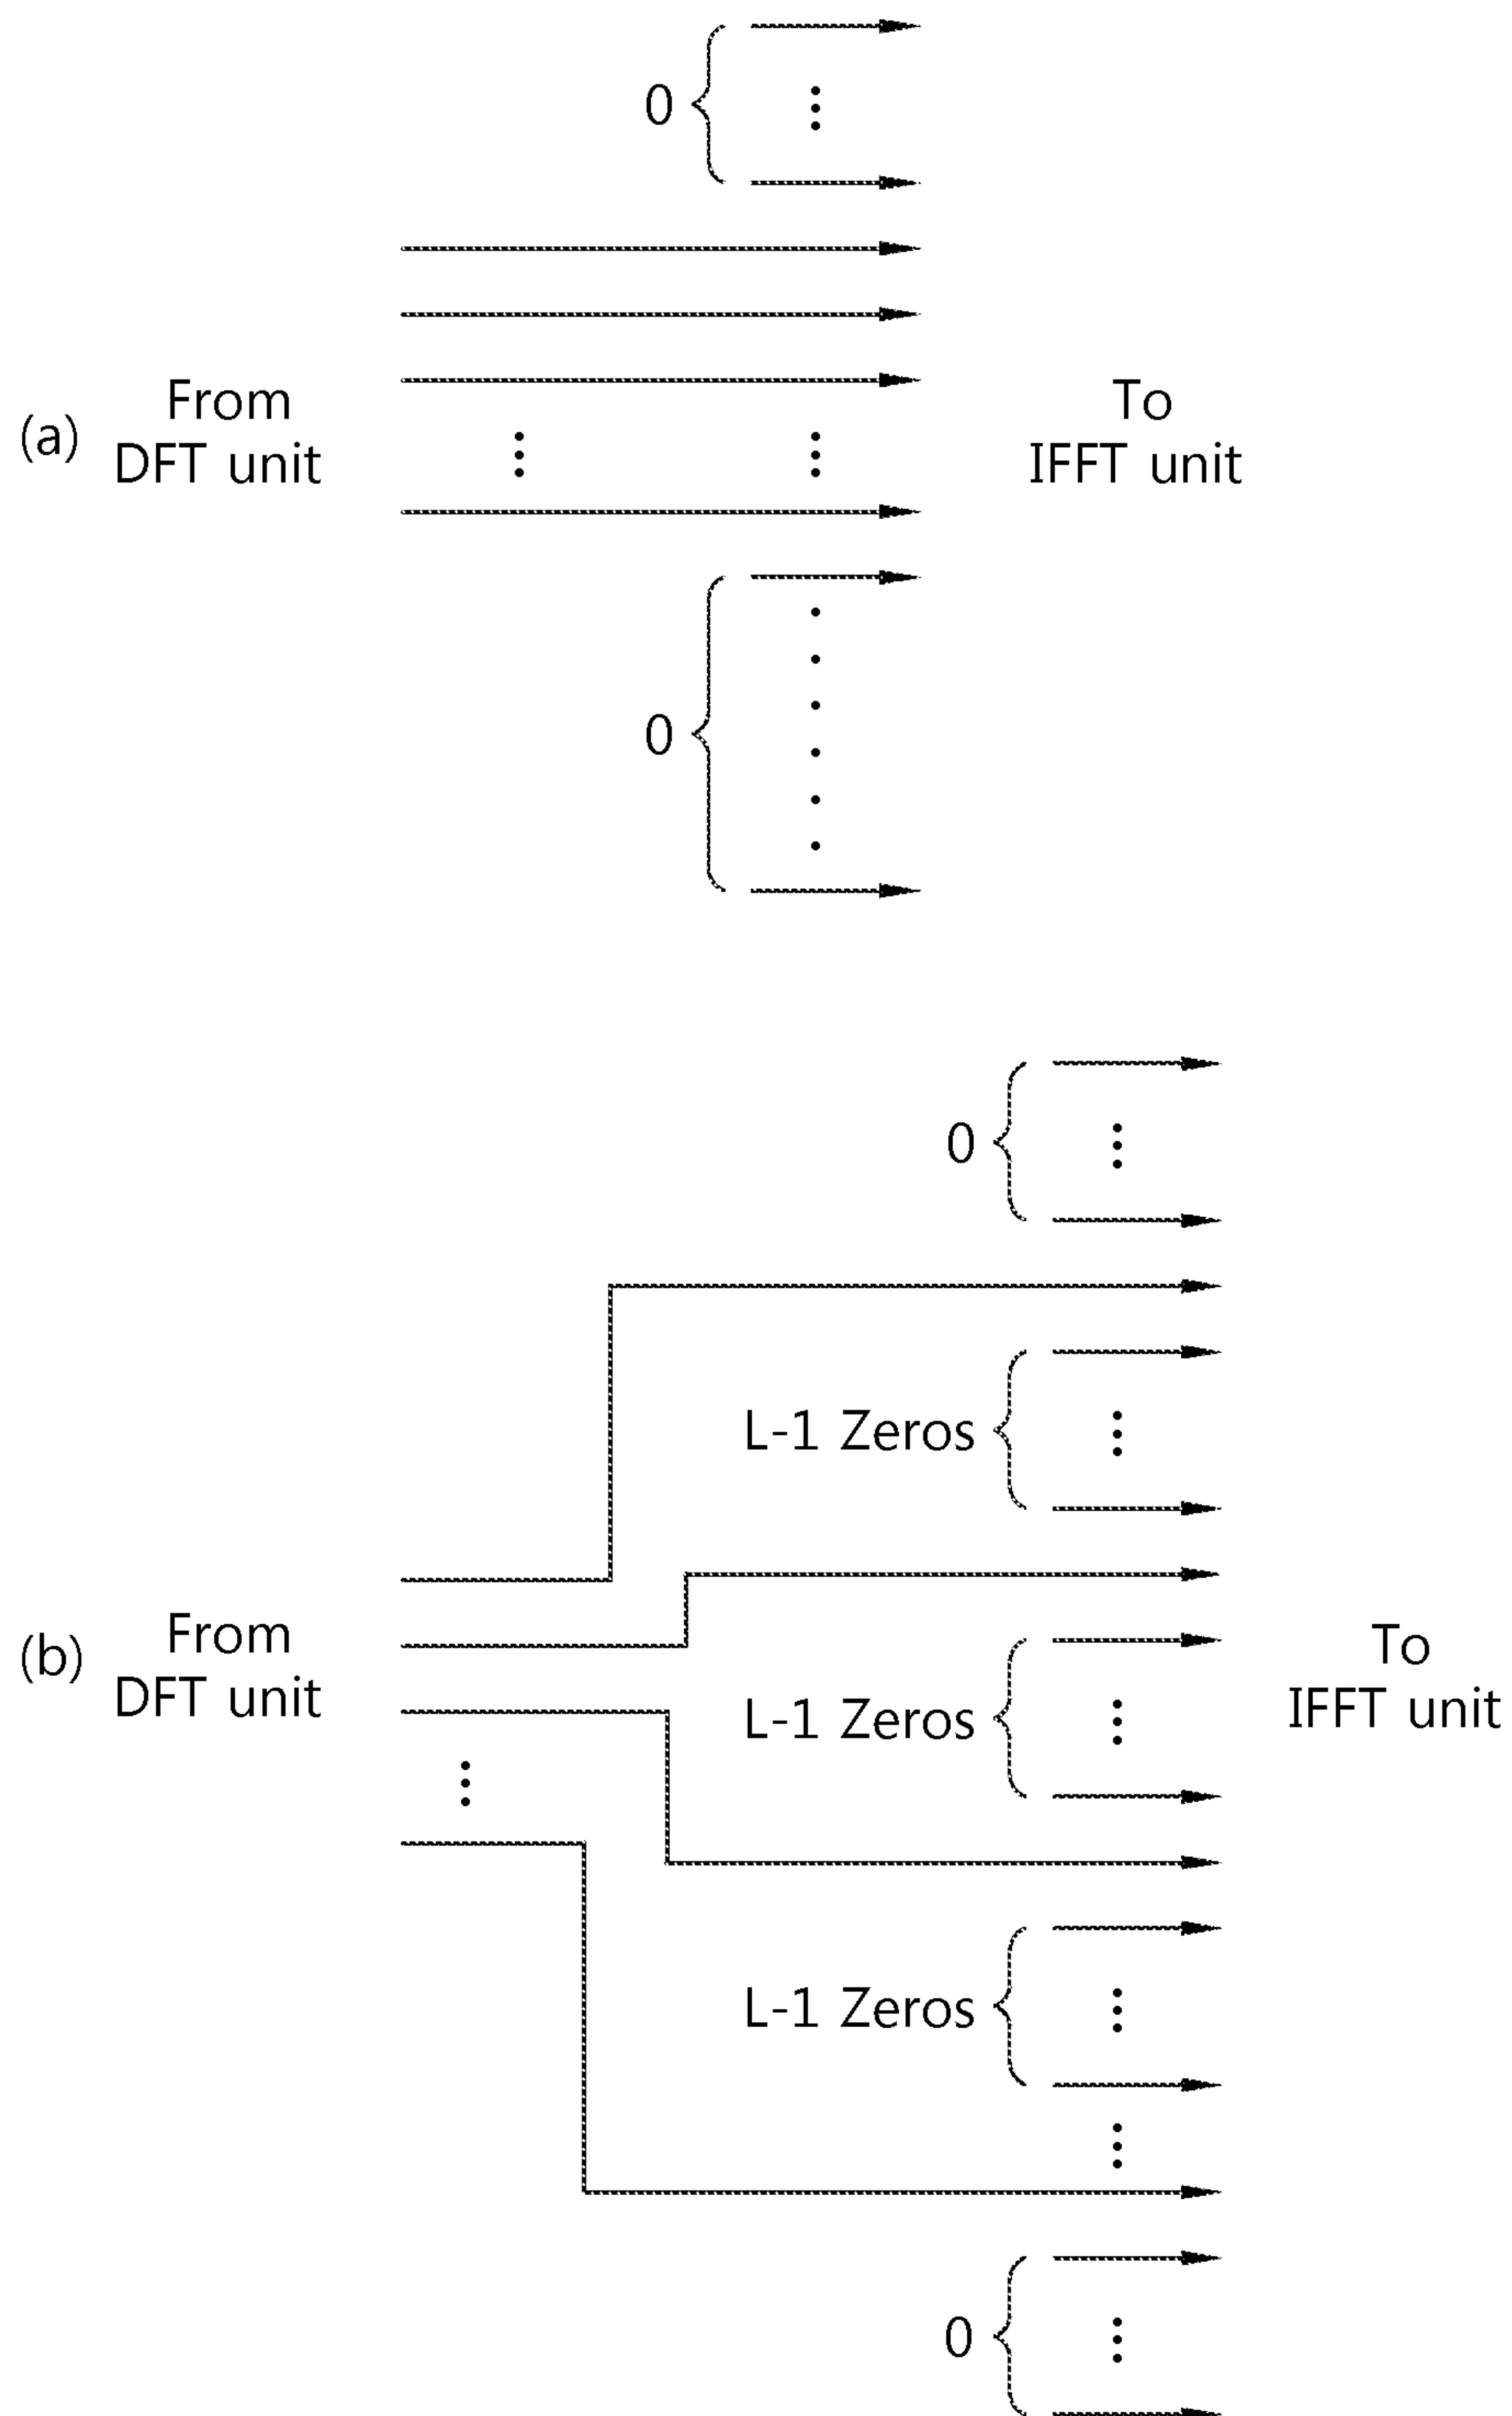 0
(a)
From
DFT unit
To
IFFT unit
0
0
L-1 Zeros
(b)
From
DFT unit
L-1 Zeros
To
IFFT unit
L-1 Zeros
0